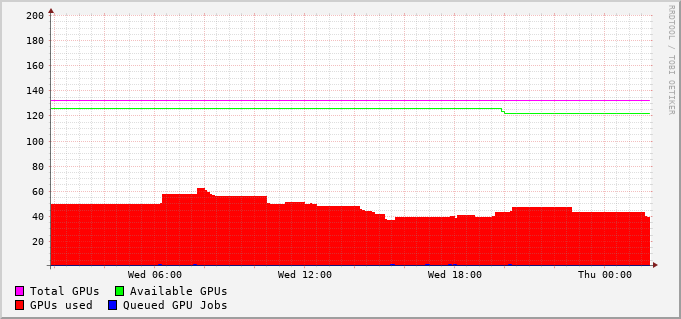 200
180
160
140
120
100
80
60
40
20
Wed 06:00 Wed 12:00 Wed 18:00 Thu 00:00
Total GPUs Available GPUs
GPUs used Queued GPU Jobs
RRDTOOL / TOBI OETIKER